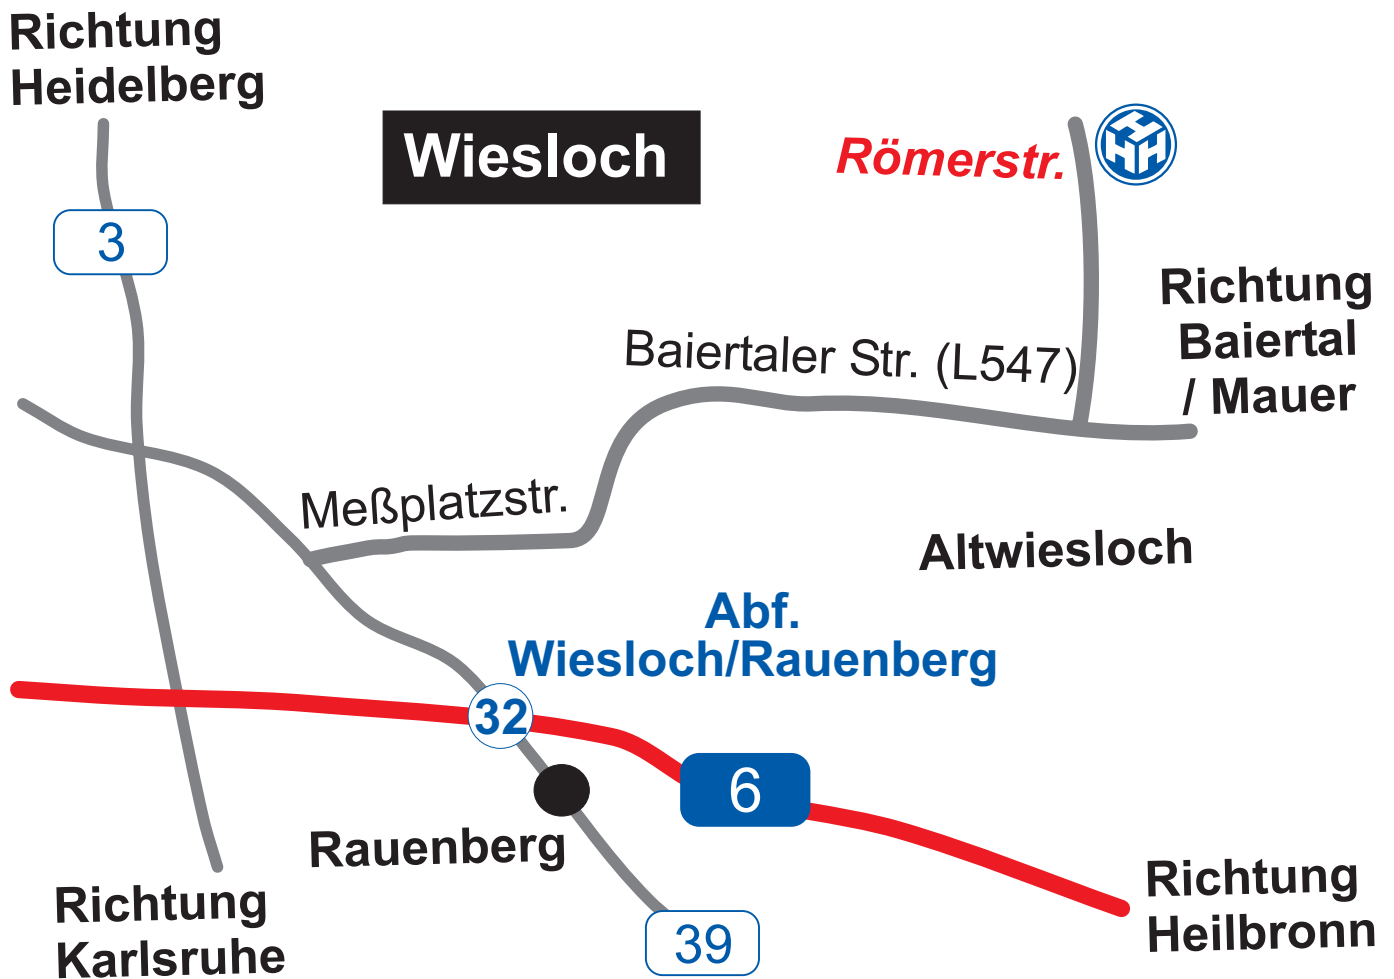 Richtung
Heidelberg
Wiesloch
Römerstr.
3
Richtung
Baiertal
/ Mauer
Baiertaler Str. (L547)
Meßplatzstr.
Altwiesloch
Abf.
Wiesloch/Rauenberg
32
6
Rauenberg
Richtung
Karlsruhe
39
Richtung
Heilbronn